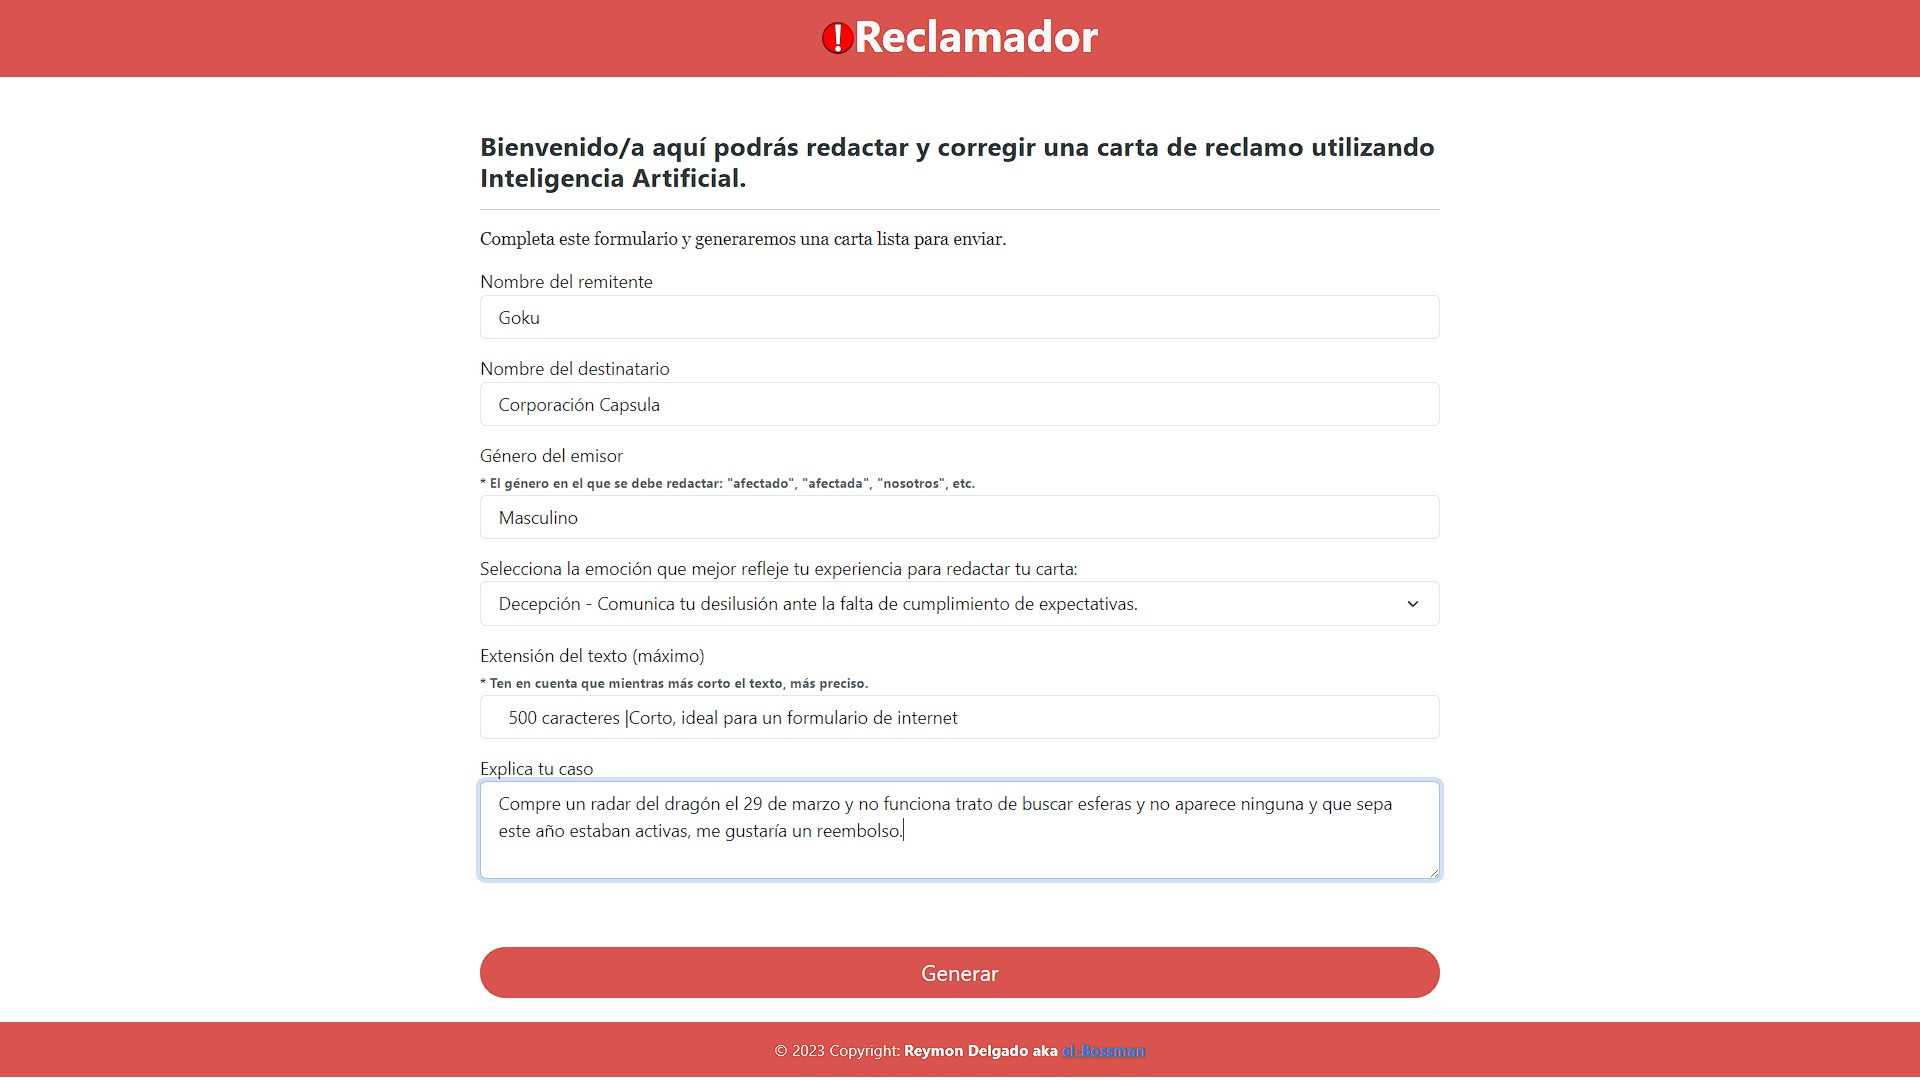 Reclamador
Bienvenido/a aquí podrás redactar y corregir una carta de reclamo utilizando
Inteligencia Artificial.
Completa este formulario y generaremos una carta lista para enviar.
Nombre del remitente
Goku
Nombre del destinatario
Corporación Capsula
Género del emisor
* El género en el que se debe redactar: "afectado", "afectada", "nosotros", etc.
Masculino
Selecciona la emoción que mejor refleje tu experiencia para redactar tu carta:
Decepción - Comunica tu desilusión ante la falta de cumplimiento de expectativas.
Extensión del texto (máximo)
* Ten en cuenta que mientras más corto el texto, más preciso.
500 caracteres |Corto, ideal para un formulario de internet
Explica tu caso
Compre un radar del dragón el 29 de marzo y no funciona trato de buscar esferas y no aparece ninguna y que sepa
este año estaban activas, me gustaría un reembolso.
Generar
© 2023 Copyright: Reymon Delgado aka el-Bossman